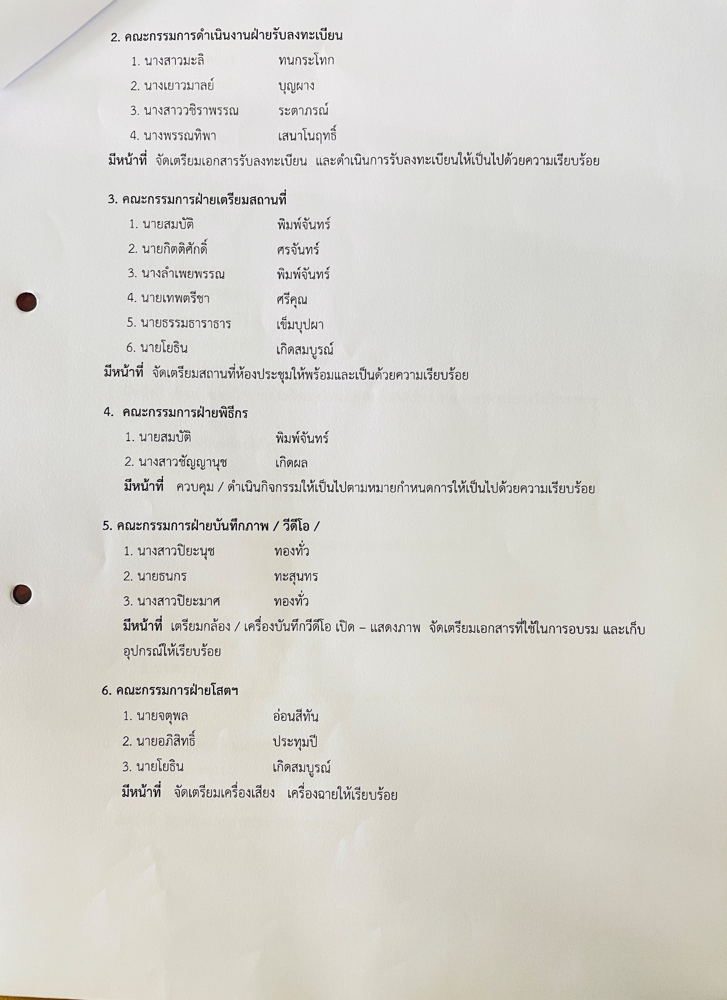 2. คณะกรรมการดำเนินงานฝ่ายรับลงทะเบียน
1. นางสาวมะลิ ทนกระโทก
2. นางเยาวมาลย์ บุญผาง
3. นางสาววชิราพรรณ ระตาภรณ์
4. นางพรรณทิพา เสนาโนฤทธิ์
มีหน้าที่ จัดเตรียมเอกสารรับลงทะเบียน และดำเนินการรับลงทะเบียนให้เป็นไปด้วยความเรียบร้อย
3. คณะกรรมการฝ่ายเตรียมสถานที่
1. นายสมบัติ พิมพ์จันทร์
2. นายกิตติศักดิ์ ศรจันทร์
3. นางลำเพยพรรณ พิมพ์จันทร์
4. นายเทพตรีชา ศรีคุณ
5. นายธรรมธาราธาร เข็มบุปผา
6. นายโยธิน เกิดสมบูรณ์
มีหน้าที่ จัดเตรียมสถานที่ห้องประชุมให้พร้อมและเป็นด้วยความเรียบร้อย
4. คณะกรรมการฝ่ายพิธีกร
1. นายสมบัติ พิมพ์จันทร์
2. นางสาวชัญญานุช เกิดผล
มีหน้าที่ ควบคุม / ดำเนินกิจกรรมให้เป็นไปตามหมายกำหนดการให้เป็นไปด้วยความเรียบร้อย
5. คณะกรรมการฝ่ายบันทึกภาพ / วีดีโอ /
1. นางสาวปิยะนุช ทองทั่ว
2. นายธนกร ทะสุนทร
3. นางสาวปิยะมาศ ทองทั่ว
มีหน้าที่ เตรียมกล้อง / เครื่องบันทึกวีดีโอ เปิด – แสดงภาพ จัดเตรียมเอกสารที่ใช้ในการอบรม และเก็บ
อุปกรณ์ให้เรียบร้อย
6. คณะกรรมการฝ่ายโสตฯ
1. นายจตุพล อ่อนสีทัน
2. นายอภิสิทธิ์ ประทุมปี
3. นายโยธิน เกิดสมบูรณ์
มีหน้าที่ จัดเตรียมเครื่องเสียง เครื่องฉายให้เรียบร้อย